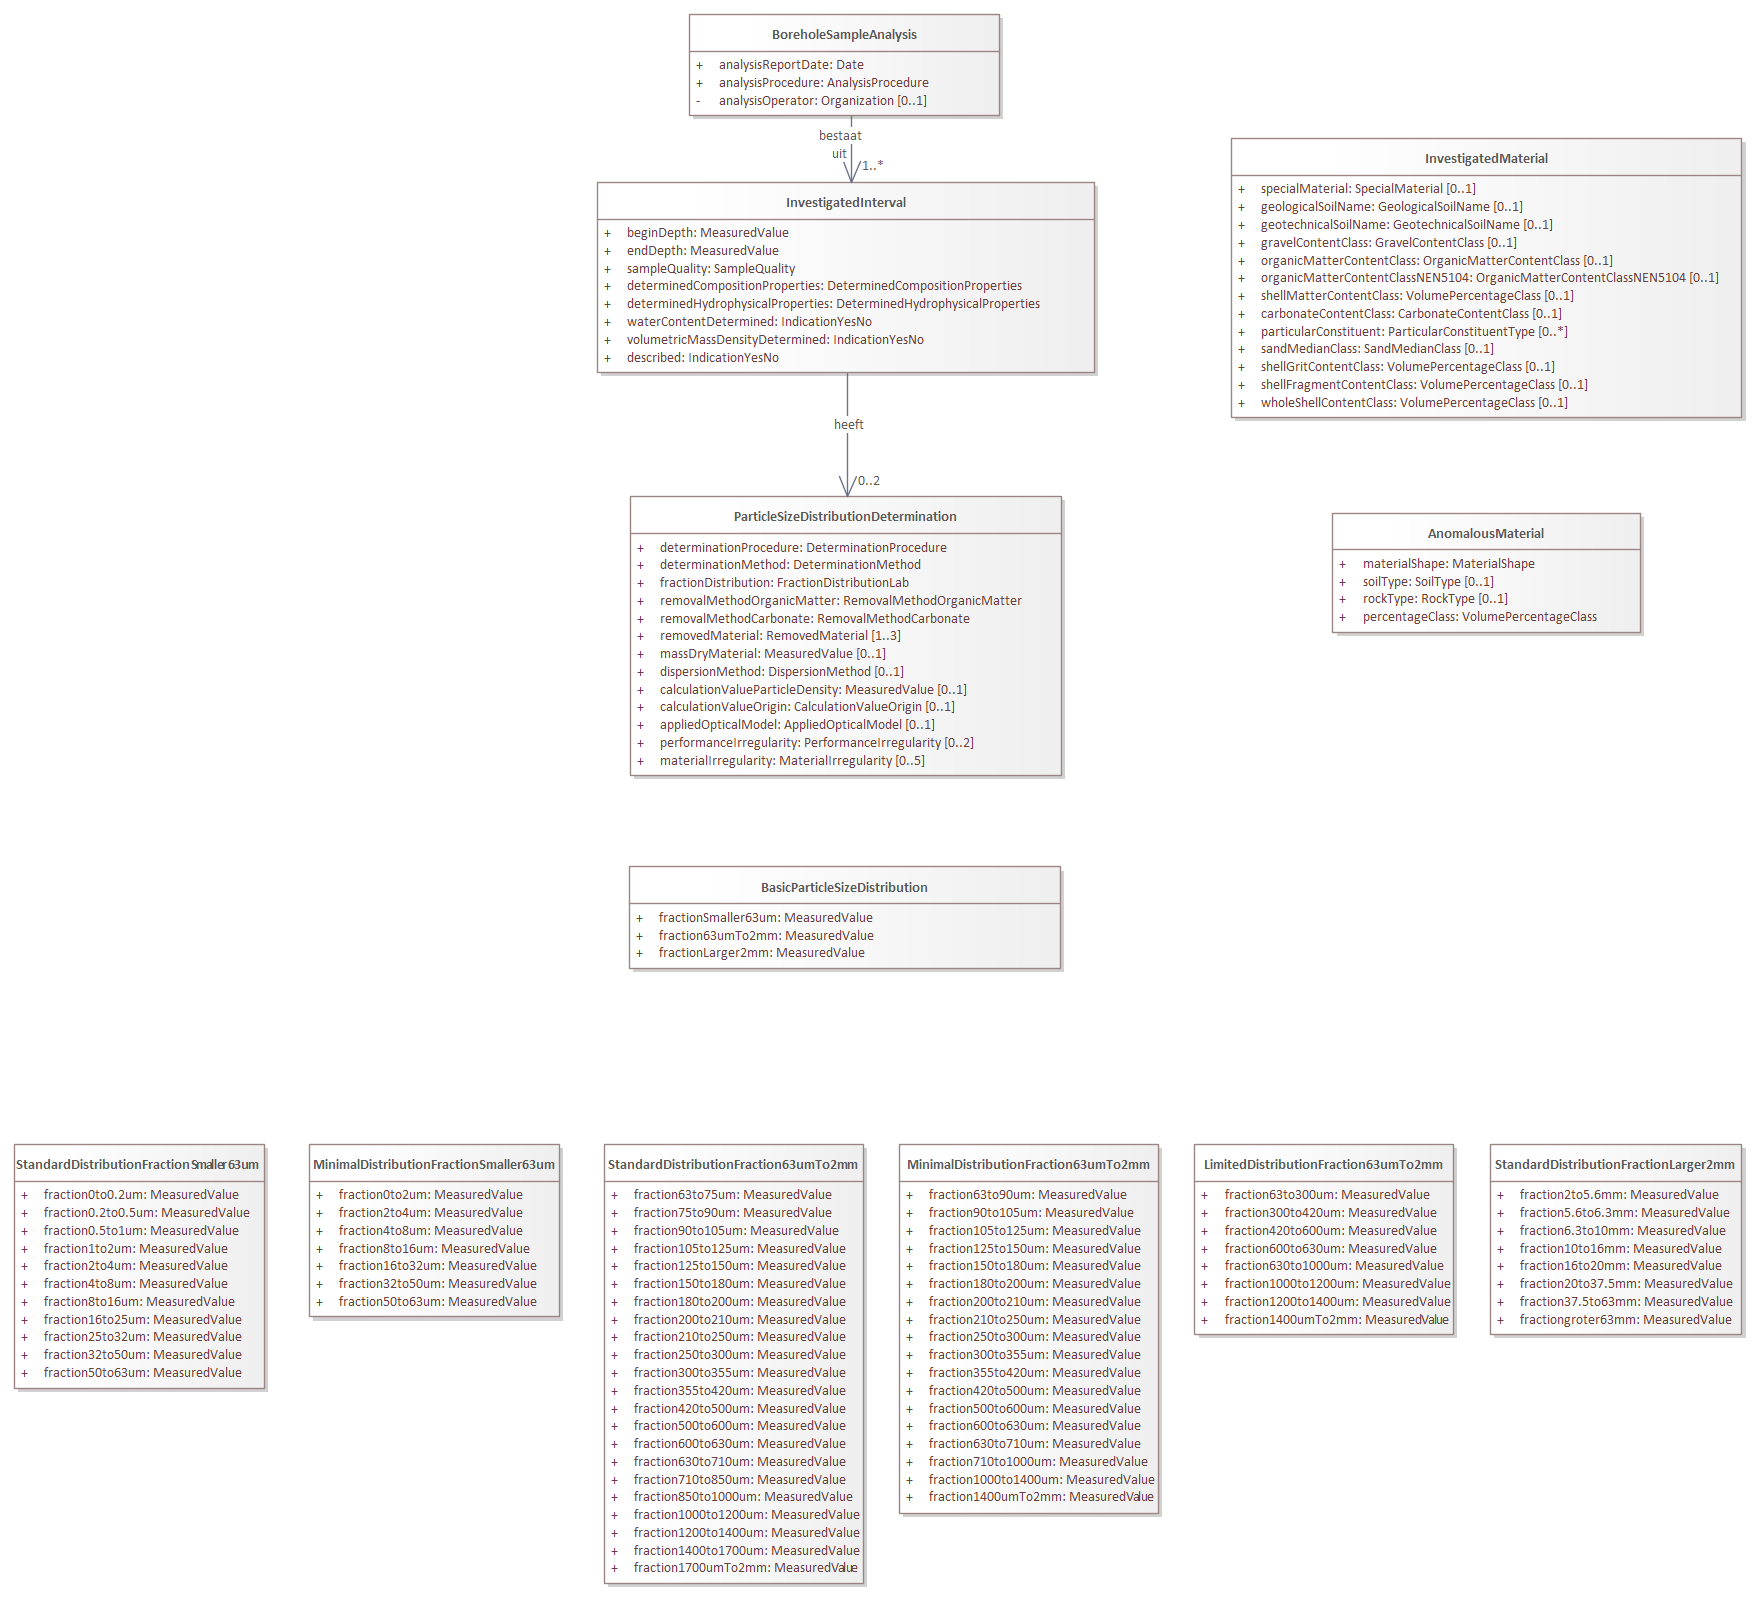 BoreholeSampleAnalysis
+ analysisReportDate: Date
+ analysisProcedure: AnalysisProcedure
- analysisOperator: Organization [0..1]
bestaat
uit
1..*
InvestigatedInterval
+ beginDepth: MeasuredValue
+ endDepth: MeasuredValue
+ sampleQuality: SampleQuality
+ determinedCompositionProperties: DeterminedCompositionProperties
+ determinedHydrophysicalProperties: DeterminedHydrophysicalProperties
+ waterContentDetermined: IndicationYesNo
+ volumetricMassDensityDetermined: IndicationYesNo
+ described: IndicationYesNo
InvestigatedMaterial
+ specialMaterial: SpecialMaterial [0..1]
+ geologicalSoilName: GeologicalSoilName [0..1]
+ geotechnicalSoilName: GeotechnicalSoilName [0..1]
+ gravelContentClass: GravelContentClass [0..1]
+ organicMatterContentClass: OrganicMatterContentClass [0..1]
+ organicMatterContentClassNEN5104: OrganicMatterContentClassNEN5104 [0..1]
+ shellMatterContentClass: VolumePercentageClass [0..1]
+ carbonateContentClass: CarbonateContentClass [0..1]
+ particularConstituent: ParticularConstituentType [0..*]
+ sandMedianClass: SandMedianClass [0..1]
+ shellGritContentClass: VolumePercentageClass [0..1]
+ shellFragmentContentClass: VolumePercentageClass [0..1]
+ wholeShellContentClass: VolumePercentageClass [0..1]
heeft
0..2
ParticleSizeDistributionDetermination
+ determinationProcedure: DeterminationProcedure
+ determinationMethod: DeterminationMethod
+ fractionDistribution: FractionDistributionLab
+ removalMethodOrganicMatter: RemovalMethodOrganicMatter
+ removalMethodCarbonate: RemovalMethodCarbonate
+ removedMaterial: RemovedMaterial [1..3]
+ massDryMaterial: MeasuredValue [0..1]
+ dispersionMethod: DispersionMethod [0..1]
+ calculationValueParticleDensity: MeasuredValue [0..1]
+ calculationValueOrigin: CalculationValueOrigin [0..1]
+ appliedOpticalModel: AppliedOpticalModel [0..1]
+ performanceIrregularity: PerformanceIrregularity [0..2]
+ materialIrregularity: MaterialIrregularity [0..5]
AnomalousMaterial
+ materialShape: MaterialShape
+ soilType: SoilType [0..1]
+ rockType: RockType [0..1]
+ percentageClass: VolumePercentageClass
BasicParticleSizeDistribution
+ fractionSmaller63um: MeasuredValue
+ fraction63umTo2mm: MeasuredValue
+ fractionLarger2mm: MeasuredValue
StandardDistributionFractionSmaller63um
+ fraction0to0.2um: MeasuredValue
+ fraction0.2to0.5um: MeasuredValue
+ fraction0.5to1um: MeasuredValue
+ fraction1to2um: MeasuredValue
+ fraction2to4um: MeasuredValue
+ fraction4to8um: MeasuredValue
+ fraction8to16um: MeasuredValue
+ fraction16to25um: MeasuredValue
+ fraction25to32um: MeasuredValue
+ fraction32to50um: MeasuredValue
+ fraction50to63um: MeasuredValue
MinimalDistributionFractionSmaller63um
+ fraction0to2um: MeasuredValue
+ fraction2to4um: MeasuredValue
+ fraction4to8um: MeasuredValue
+ fraction8to16um: MeasuredValue
+ fraction16to32um: MeasuredValue
+ fraction32to50um: MeasuredValue
+ fraction50to63um: MeasuredValue
StandardDistributionFraction63umTo2mm
+ fraction63to75um: MeasuredValue
+ fraction75to90um: MeasuredValue
+ fraction90to105um: MeasuredValue
+ fraction105to125um: MeasuredValue
+ fraction125to150um: MeasuredValue
+ fraction150to180um: MeasuredValue
+ fraction180to200um: MeasuredValue
+ fraction200to210um: MeasuredValue
+ fraction210to250um: MeasuredValue
+ fraction250to300um: MeasuredValue
+ fraction300to355um: MeasuredValue
+ fraction355to420um: MeasuredValue
+ fraction420to500um: MeasuredValue
+ fraction500to600um: MeasuredValue
+ fraction600to630um: MeasuredValue
+ fraction630to710um: MeasuredValue
+ fraction710to850um: MeasuredValue
+ fraction850to1000um: MeasuredValue
+ fraction1000to1200um: MeasuredValue
+ fraction1200to1400um: MeasuredValue
+ fraction1400to1700um: MeasuredValue
+ fraction1700umTo2mm: MeasuredValue
MinimalDistributionFraction63umTo2mm
+ fraction63to90um: MeasuredValue
+ fraction90to105um: MeasuredValue
+ fraction105to125um: MeasuredValue
+ fraction125to150um: MeasuredValue
+ fraction150to180um: MeasuredValue
+ fraction180to200um: MeasuredValue
+ fraction200to210um: MeasuredValue
+ fraction210to250um: MeasuredValue
+ fraction250to300um: MeasuredValue
+ fraction300to355um: MeasuredValue
+ fraction355to420um: MeasuredValue
+ fraction420to500um: MeasuredValue
+ fraction500to600um: MeasuredValue
+ fraction600to630um: MeasuredValue
+ fraction630to710um: MeasuredValue
+ fraction710to1000um: MeasuredValue
+ fraction1000to1400um: MeasuredValue
+ fraction1400umTo2mm: MeasuredValue
LimitedDistributionFraction63umTo2mm
+ fraction63to300um: MeasuredValue
+ fraction300to420um: MeasuredValue
+ fraction420to600um: MeasuredValue
+ fraction600to630um: MeasuredValue
+ fraction630to1000um: MeasuredValue
+ fraction1000to1200um: MeasuredValue
+ fraction1200to1400um: MeasuredValue
+ fraction1400umTo2mm: MeasuredValue
StandardDistributionFractionLarger2mm
+ fraction2to5.6mm: MeasuredValue
+ fraction5.6to6.3mm: MeasuredValue
+ fraction6.3to10mm: MeasuredValue
+ fraction10to16mm: MeasuredValue
+ fraction16to20mm: MeasuredValue
+ fraction20to37.5mm: MeasuredValue
+ fraction37.5to63mm: MeasuredValue
+ fractiongroter63mm: MeasuredValue